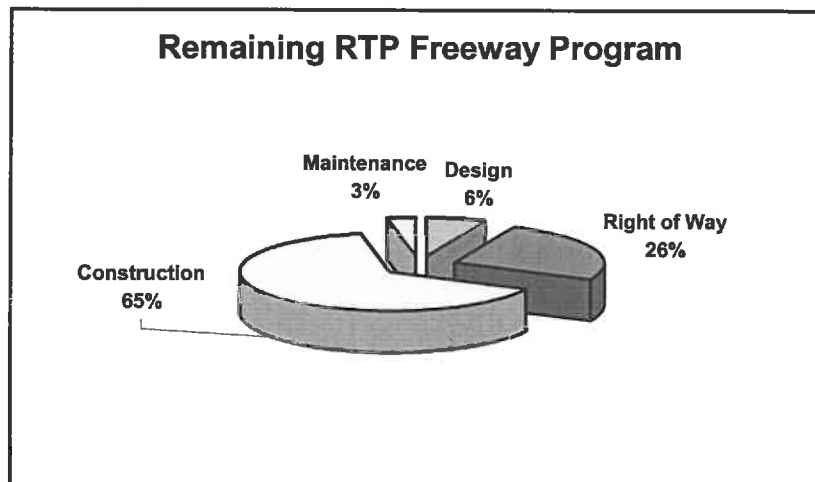 Remaining RTP Freeway Program
Maintenance
3%
Design
6%
Right of Way
26%
Construction
65%